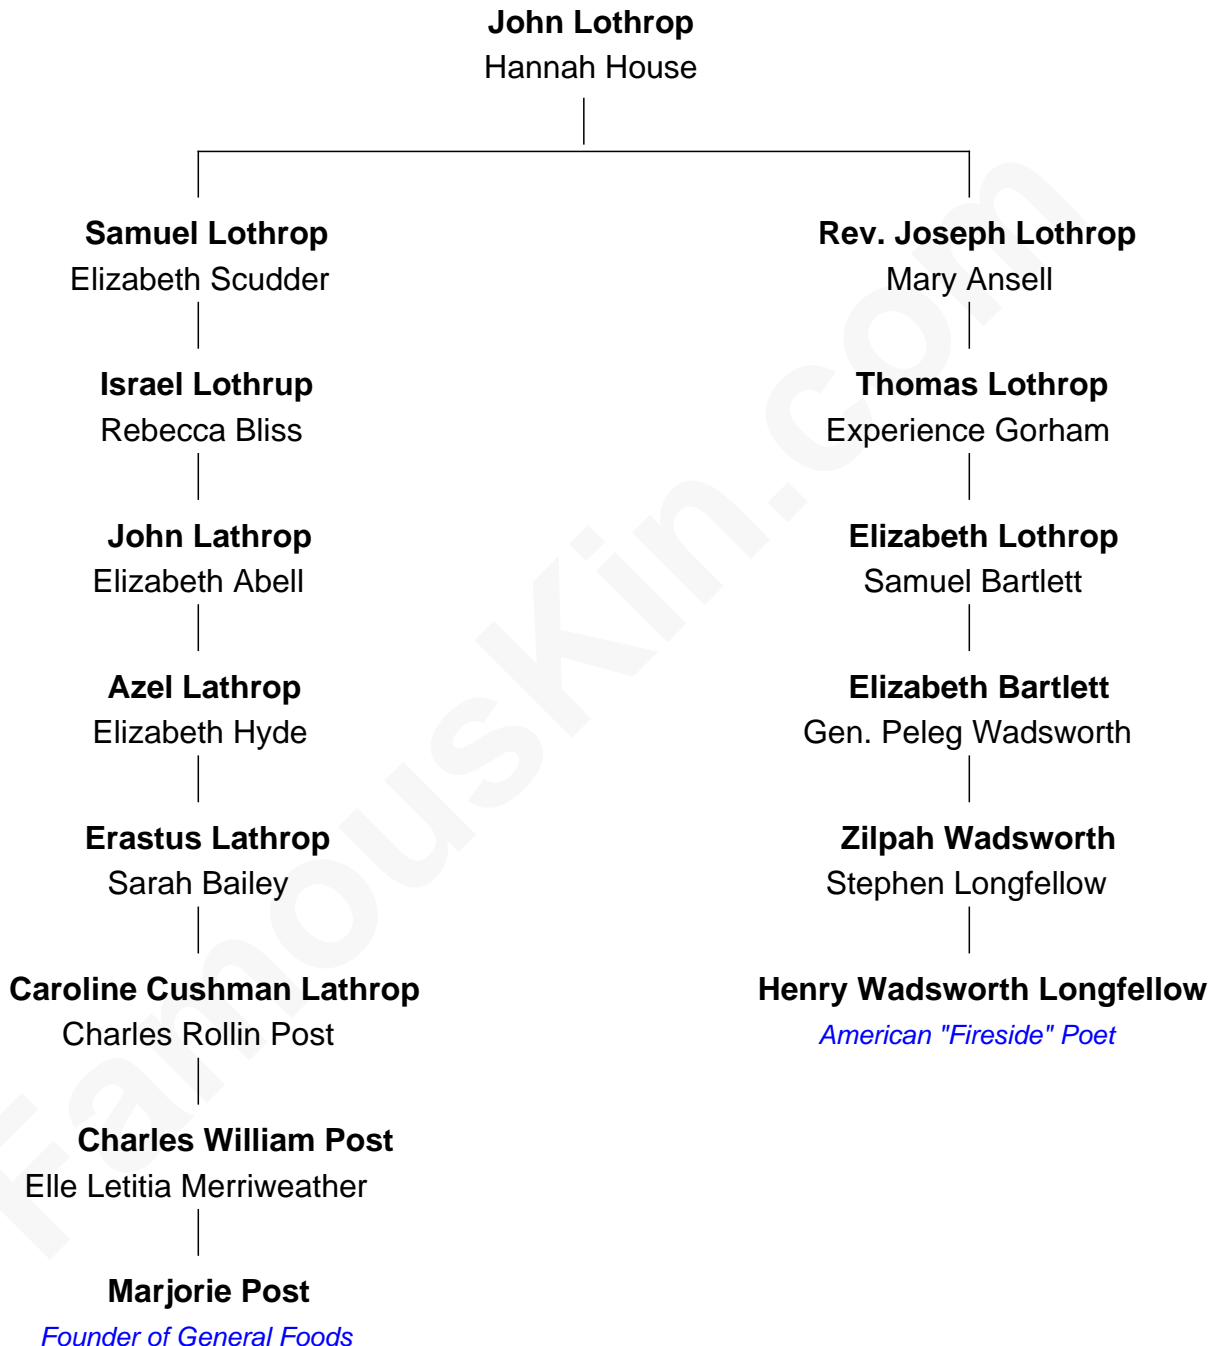 John Lothrop
Hannah House
Samuel Lothrop
Elizabeth Scudder
Israel Lothrup
Rebecca Bliss
John Lathrop
Elizabeth Abell
Azel Lathrop
Elizabeth Hyde
Erastus Lathrop
Sarah Bailey
Caroline Cushman Lathrop
Charles Rollin Post
Charles William Post
Elle Letitia Merriweather
Marjorie Post
Founder of General Foods
Rev. Joseph Lothrop
Mary Ansell
Thomas Lothrop
Experience Gorham
Elizabeth Lothrop
Samuel Bartlett
Elizabeth Bartlett
Gen. Peleg Wadsworth
Zilpah Wadsworth
Stephen Longfellow
Henry Wadsworth Longfellow
American "Fireside" Poet
FamousKin.com